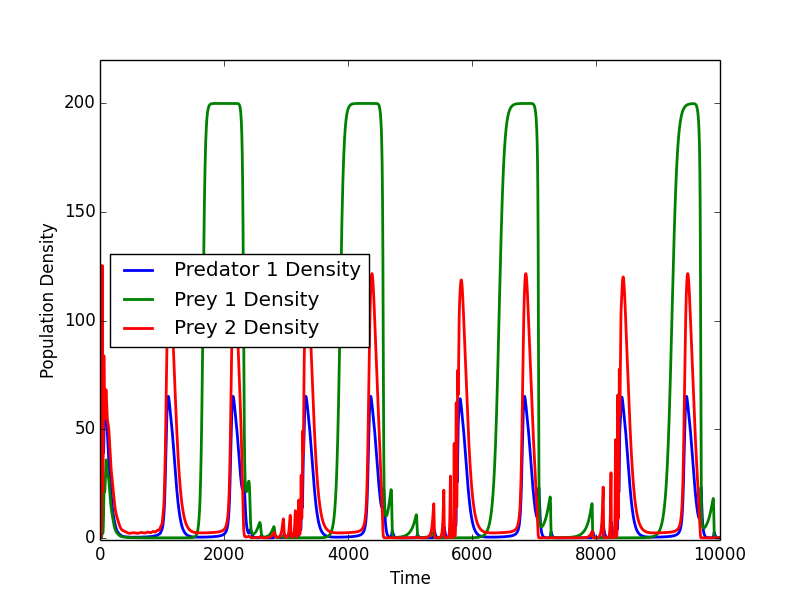 200
150
100
50
0
Population Density
Predator 1 Density
Prey 1 Density
Prey 2 Density
0 2000 4000 6000 8000 10000
Time